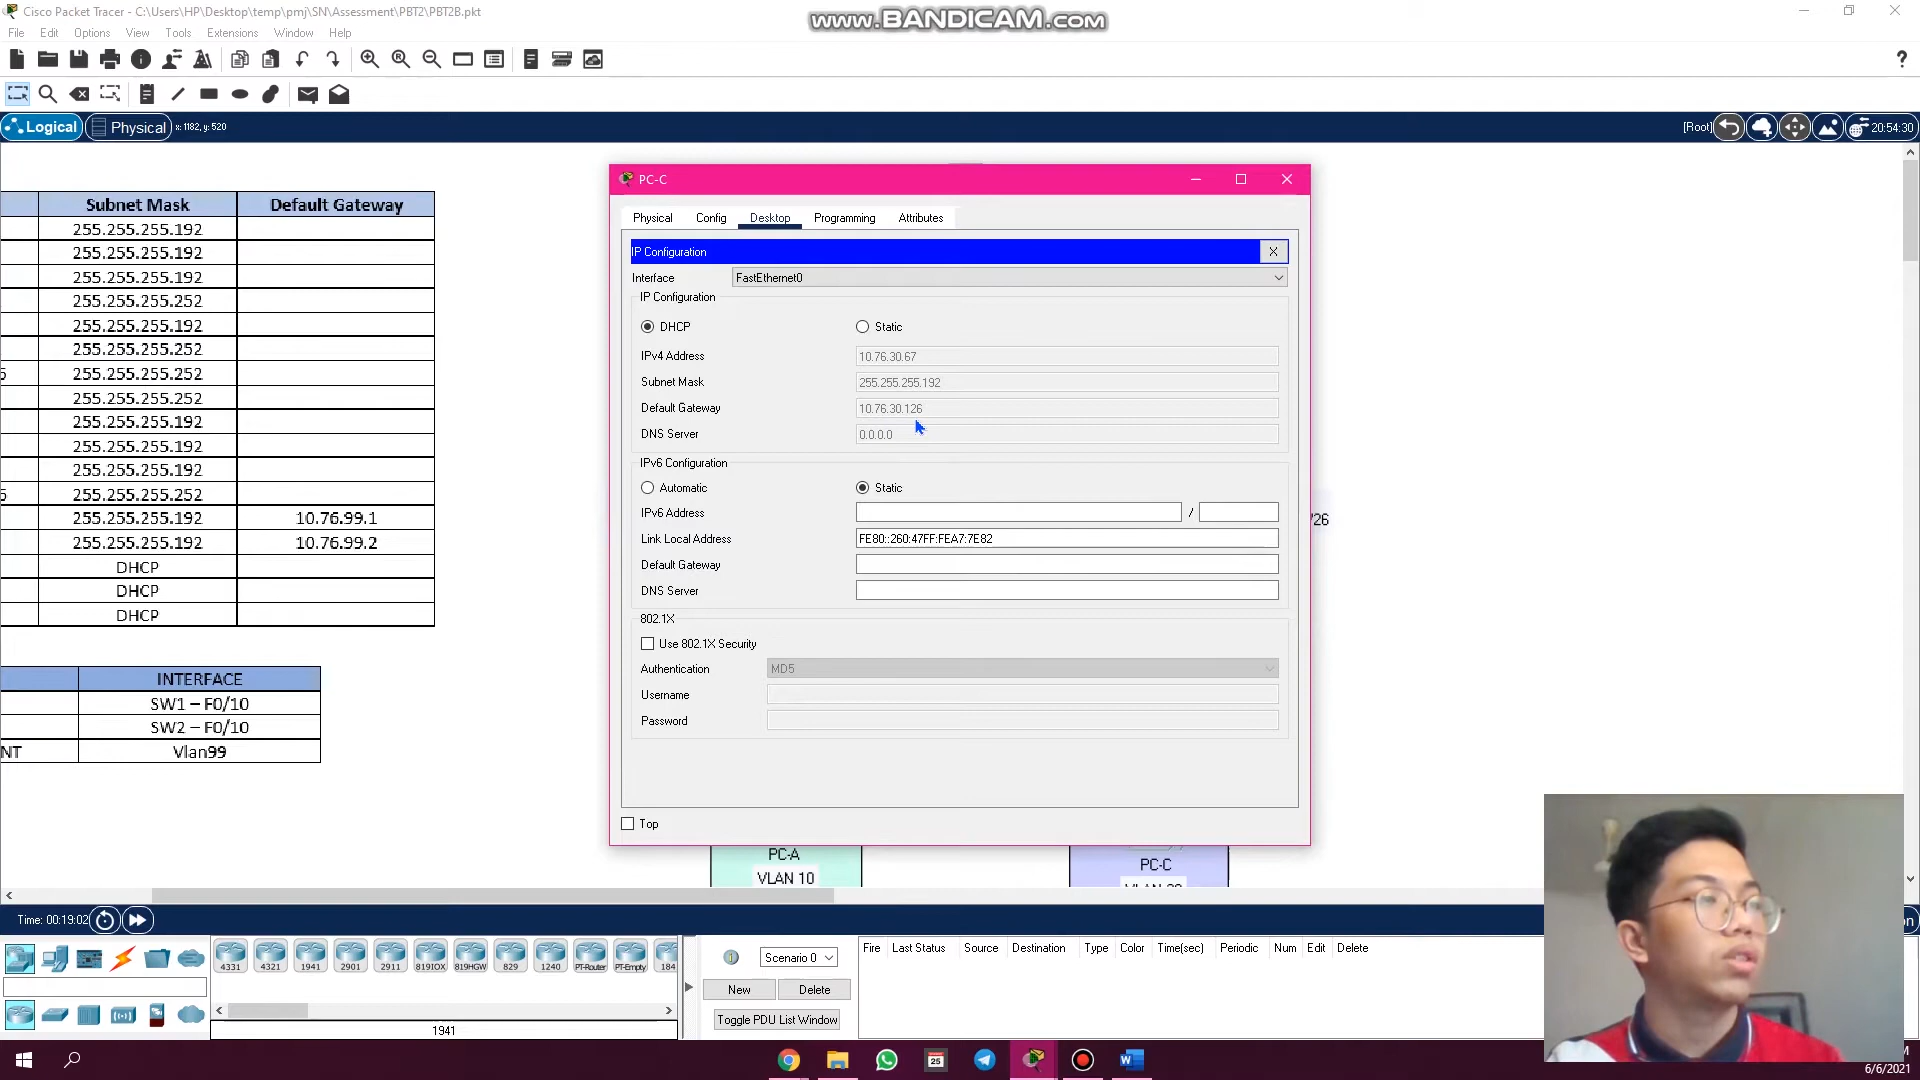 Cisco Packet Tracer - C:\Users\HP\Desktop\temp\prnj\SN\Assessment\PBT2\PBT2B.pkt
www.BANDICAM.com
File Edit Options View Tools Extensions Window Help
Logical Physical x: 1182, y: 520
[Root] 20:54:30
Subnet Mask Default Gateway
255.255.255.192
255.255.255.192
255.255.255.192
255.255.255.252
255.255.255.192
255.255.255.252
5 255.255.255.252
255.255.255.252
255.255.255.192
255.255.255.192
255.255.255.192
5 255.255.255.252
255.255.255.192 10.76.99.1
255.255.255.192 10.76.99.2
DHCP
DHCP
DHCP
INTERFACE
SW1 – F0/10
SW2 – F0/10
NT Vlan99
PC-C
Physical Config Desktop Programming Attributes
IP Configuration X
Interface FastEthernet0
IP Configuration
DHCP Static
IPv4 Address 10.76.30.67
Subnet Mask 255.255.255.192
Default Gateway 10.76.30.126
DNS Server 0.0.0.0
IPv6 Configuration
Automatic Static
IPv6 Address /
Link Local Address FE80::260:47FF:FEA7:7E82
Default Gateway
DNS Server
802.1X
Use 802.1X Security
Authentication MD5
Username
Password
Top
/26
PC-A
VLAN 10
PC-C
Time: 00:19:02
4331 4321 1941 2901 2911 819IOX 819HGW 829 1240 PT-Router PT-Empty 184
1941
Scenario 0
New Delete
Toggle PDU List Window
Fire Last Status Source Destination Type Color Time(sec) Periodic Num Edit Delete
on
25
M
6/6/2021